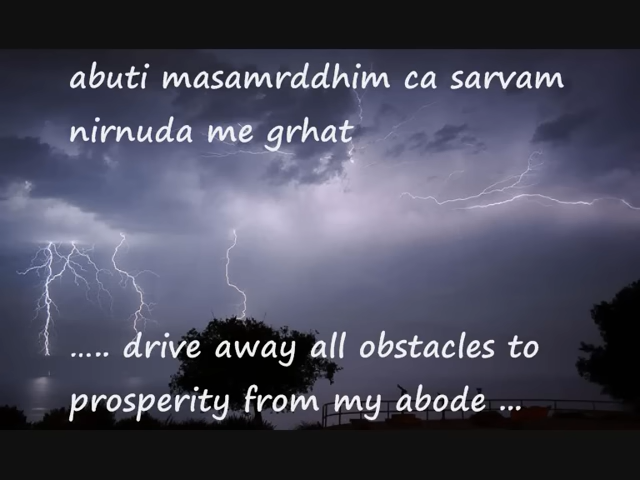 abuti masamrddhim ca sarvam
nirnuda me grhat
..... drive away all obstacles to
prosperity from my abode ...